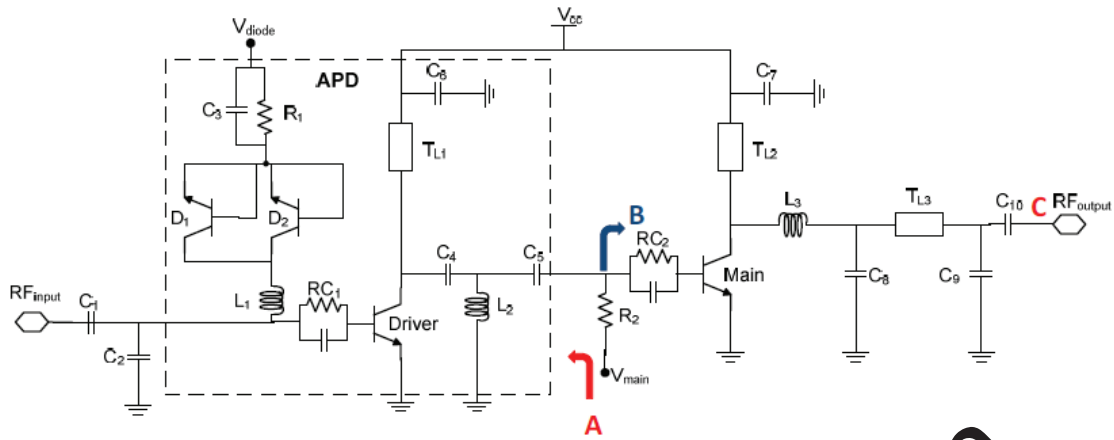 Vcc
Vdiode
APD
C6
C7
C3
R1
TL1
TL2
D1
D2
B
L3
TL3
C10
C
RFoutput
C4
C5
RC2
Main
RFinput
C1
L1
RC1
L2
R2
C8
C9
Driver
C2
Vmain
A